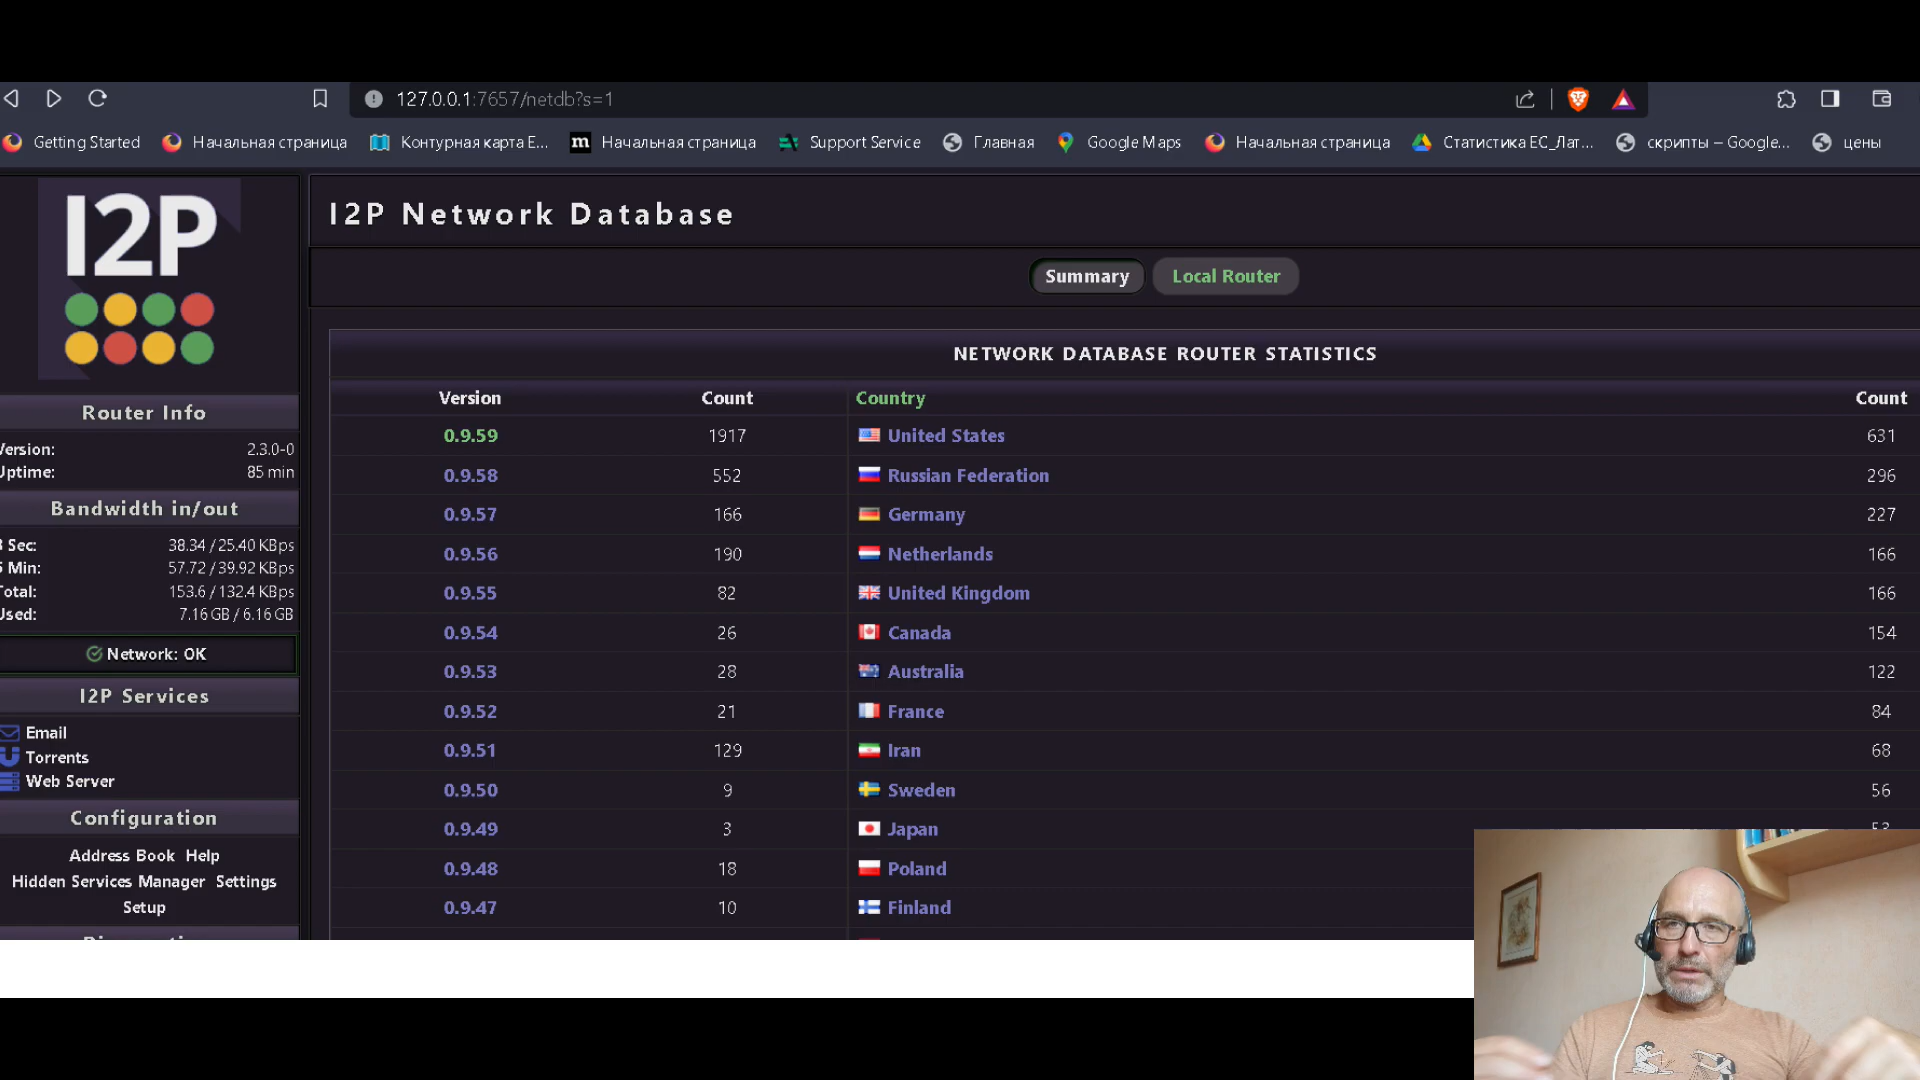 127.0.0.1:7657/netdb?s=1
Getting Started Начальная страница Контурная карта Е... m Начальная страница Support Service Главная Google Maps Начальная страница Статистика ЕС_Лат... скрипты – Google... цены
I2P
I2P Network Database
Summary Local Router
NETWORK DATABASE ROUTER STATISTICS
Version Count Country Count
0.9.59 1917 United States 631
0.9.58 552 Russian Federation 296
0.9.57 166 Germany 227
0.9.56 190 Netherlands 166
0.9.55 82 United Kingdom 166
0.9.54 26 Canada 154
0.9.53 28 Australia 122
0.9.52 21 France 84
0.9.51 129 Iran 68
0.9.50 9 Sweden 56
0.9.49 3 Japan
0.9.48 18 Poland
0.9.47 10 Finland
Router Info
Version: 2.3.0-0
Uptime: 85 min
Bandwidth in/out
3 Sec: 38.34 / 25.40 KBps
5 Min: 57.72 / 39.92 KBps
Total: 153.6 / 132.4 KBps
Used: 7.16 GB / 6.16 GB
Network: OK
I2P Services
Email
Torrents
Web Server
Configuration
Address Book Help
Hidden Services Manager Settings
Setup